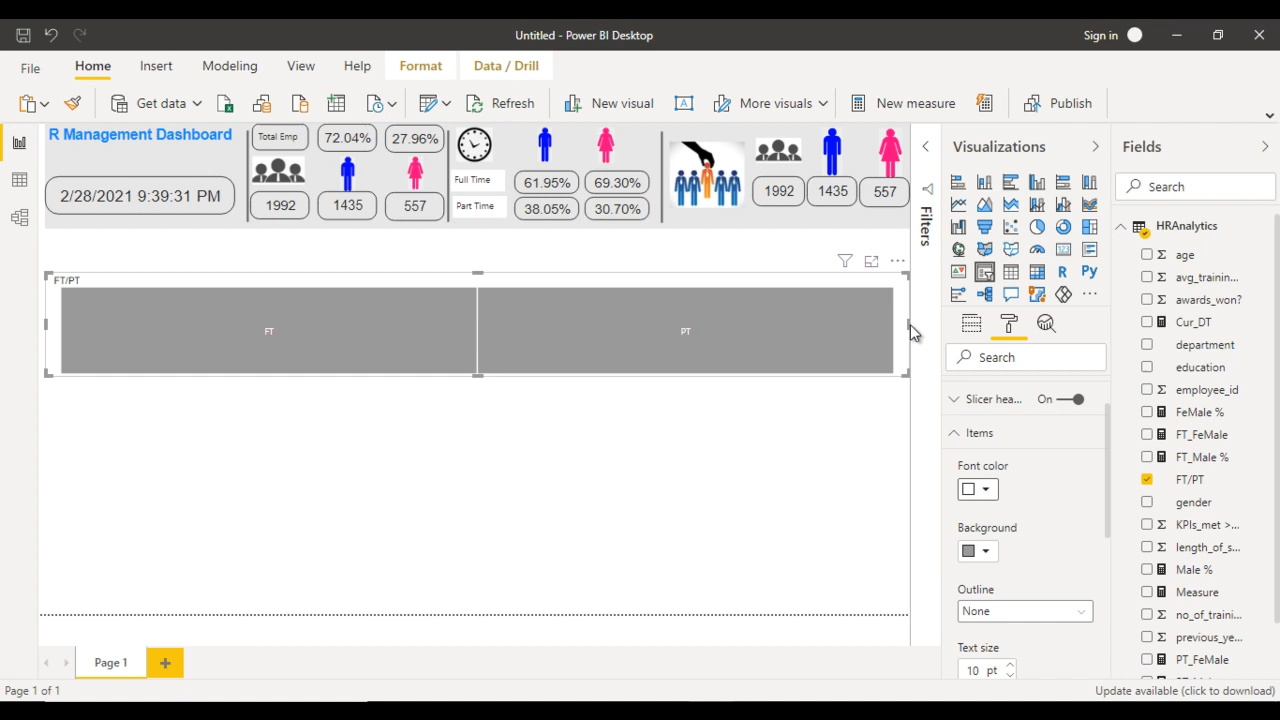 Untitled - Power BI Desktop
Sign in
File
Home
Insert
Modeling
View
Help
Format
Data / Drill
Get data
Refresh
New visual
More visuals
New measure
Publish
R Management Dashboard
2/28/2021 9:39:31 PM
Total Emp
72.04%
27.96%
1992
1435
557
Full Time
61.95%
69.30%
Part Time
38.05%
30.70%
1992
1435
557
FT/PT
FT
PT
Filters
Visualizations
R
Py
Search
Slicer hea...
On
Items
Font color
Background
Outline
None
Text size
10 pt
Fields
Search
HRAnalytics
age
avg_trainin...
awards_won?
Cur_DT
department
education
employee_id
FeMale %
FT_FeMale
FT_Male %
FT/PT
gender
KPIs_met >...
length_of_s...
Male %
Measure
no_of_traini...
previous_ye...
PT_FeMale
Page 1
Page 1 of 1
Update available (click to download)